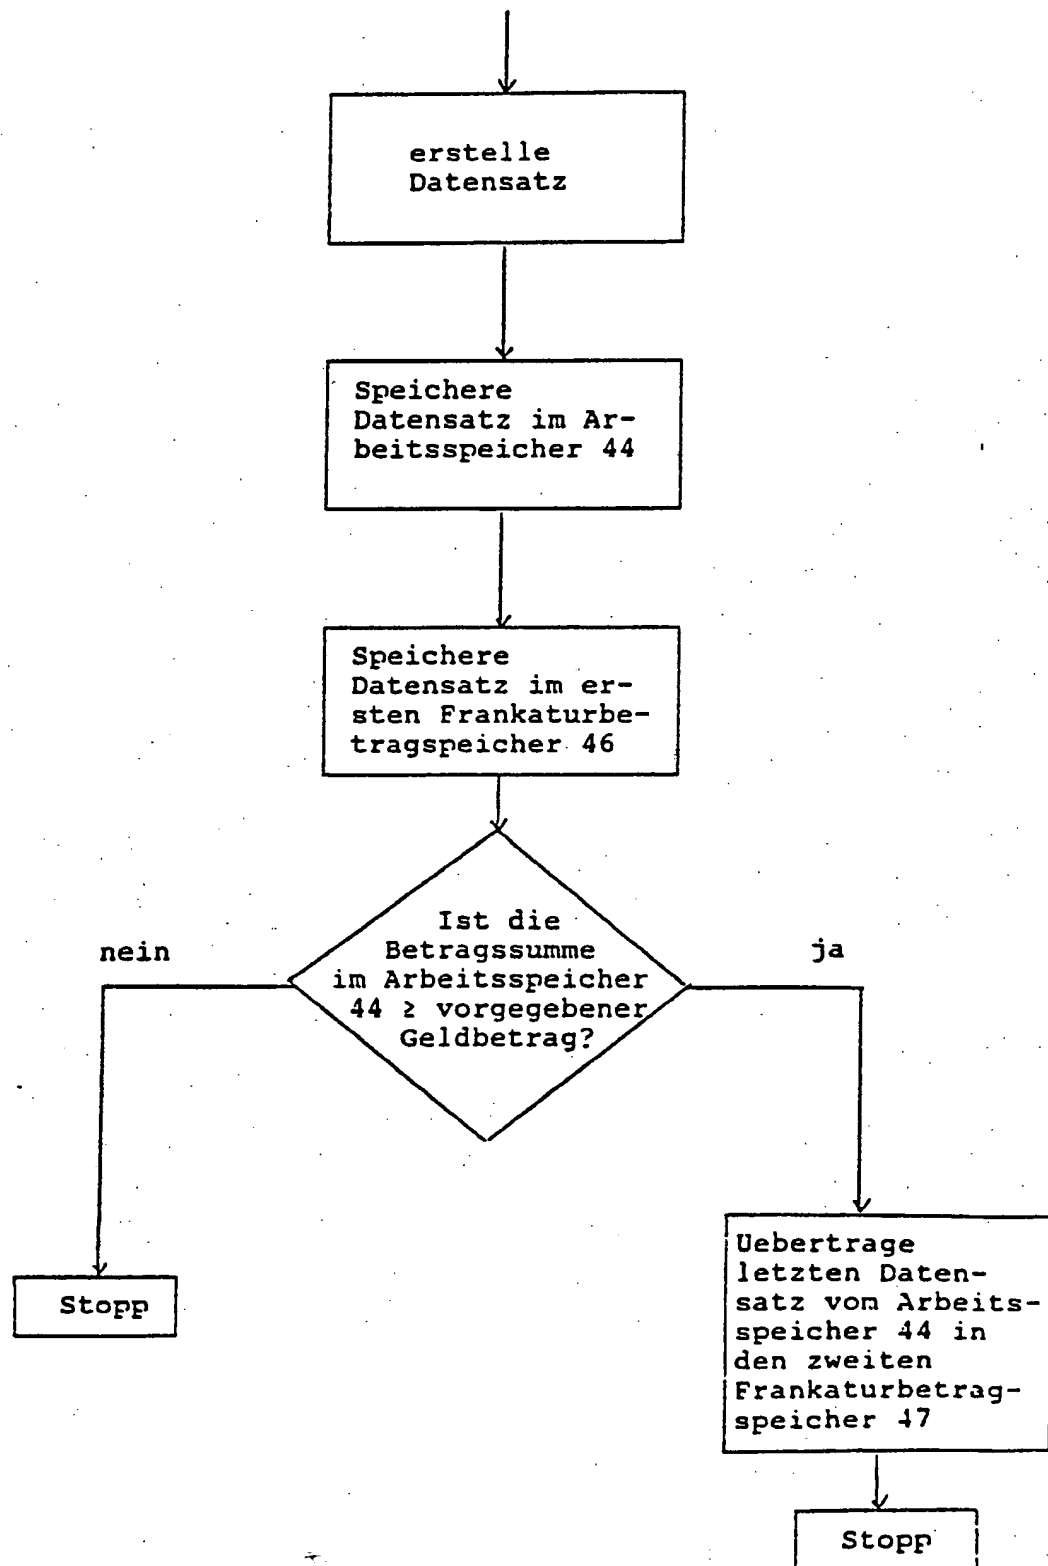 erstelle
Datensatz
Speichere
Datensatz im Ar-
beitsspeicher 44
Speichere
Datensatz im er-
sten Frankaturbe-
tragspeicher 46
Ist die
Betragssumme
im Arbeitsspeicher
44 ≥ vorgegebener
Geldbetrag?
nein
ja
Stopp
Uebertrage
letzten Daten-
satz vom Arbeits-
speicher 44 in
den zweiten
Frankaturbetrag-
speicher 47
Stopp